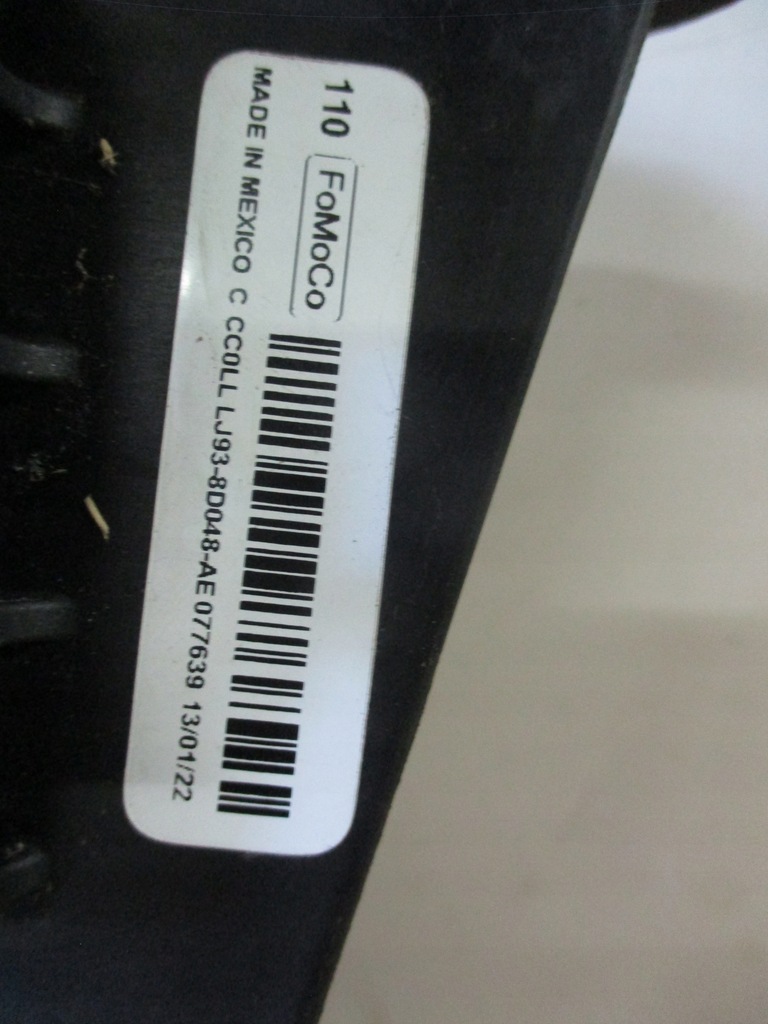 110 FoMoCo
MADE IN MEXICO C CC0LL LJ93-8D048-AE 077639 13/01/22